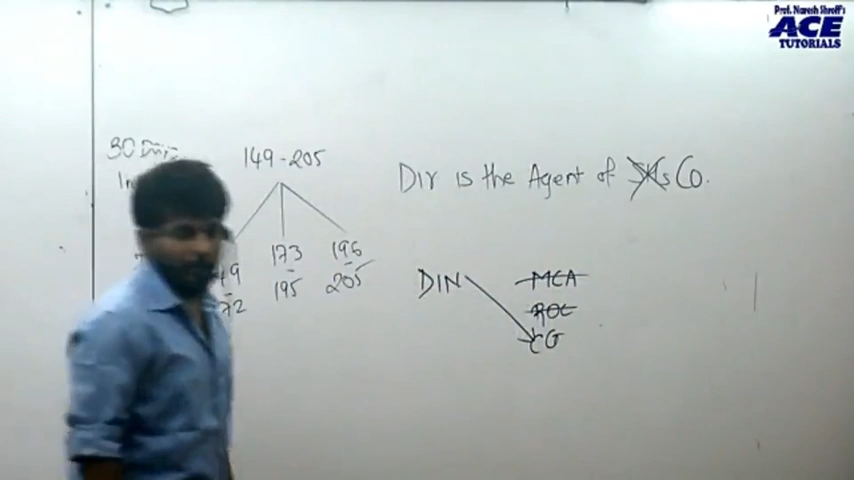 Prof. Naresh Shroff's
ACE
TUTORIALS
30
149-205
Dir is the Agent of Co.
173
195
196
205
DIN
MCA
ROC
CG